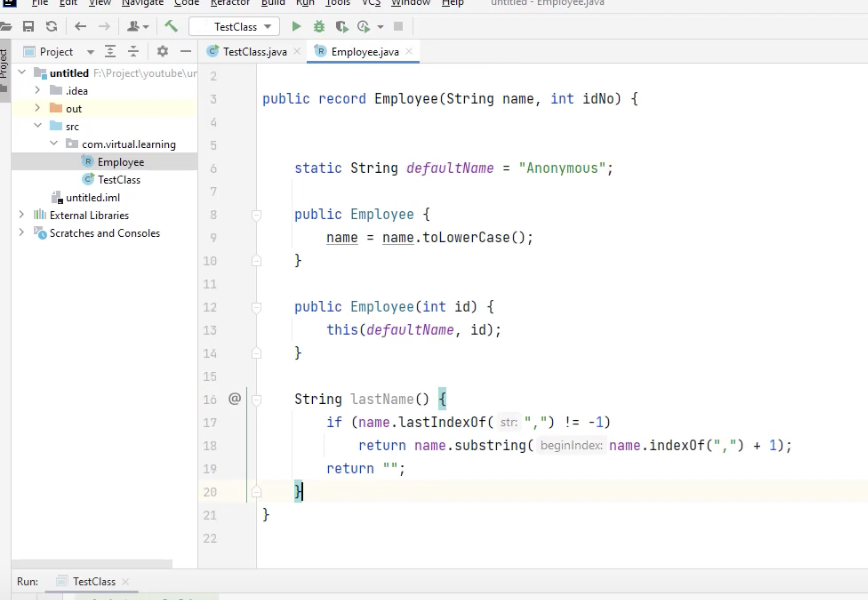 File Edit View Navigate Code Refactor Build Run Tools VCS Window Help untitled - Employee.java
TestClass
Project
TestClass.java
Employee.java
Project
untitled F:\Project\youtube\
.idea
out
src
com.virtual.learning
Employee
TestClass
untitled.iml
External Libraries
Scratches and Consoles
2
3 public record Employee(String name, int idNo) {
4
5
6 static String defaultName = "Anonymous";
7
8 public Employee {
9 name = name.toLowerCase();
10 }
11
12 public Employee(int id) {
13 this(defaultName, id);
14 }
15
16 @ String lastName() {
17 if (name.lastIndexOf( str: ",") != -1)
18 return name.substring( beginIndex: name.indexOf(",") + 1);
19 return "";
20 }
21 }
22
Run: TestClass